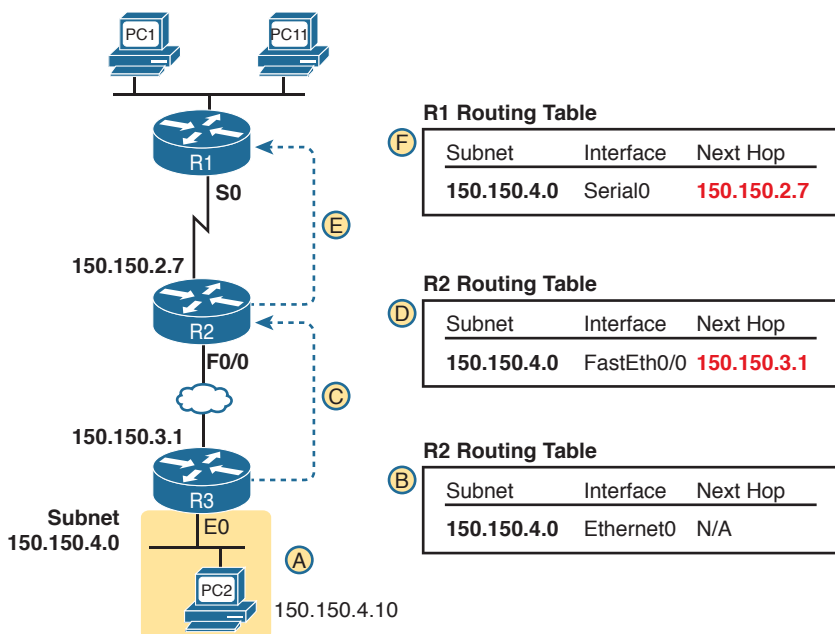 PC1
PC11
R1
S0
E
150.150.2.7
R2
F0/0
C
150.150.3.1
R3
Subnet
150.150.4.0
E0
A
PC2
150.150.4.10
R1 Routing Table
F
Subnet Interface Next Hop
150.150.4.0 Serial0 150.150.2.7
R2 Routing Table
D
Subnet Interface Next Hop
150.150.4.0 FastEth0/0 150.150.3.1
R2 Routing Table
B
Subnet Interface Next Hop
150.150.4.0 Ethernet0 N/A